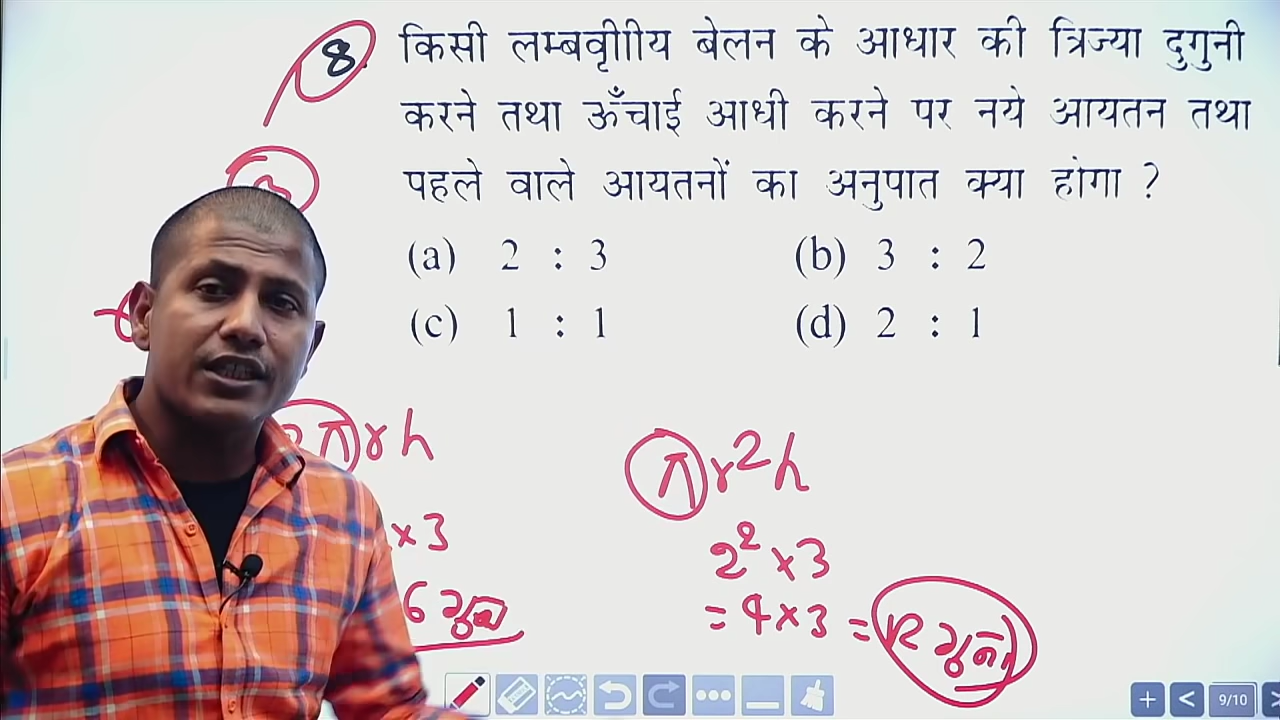 8. किसी लम्बवृीाीय बेलन के आधार की त्रिज्या दुगुनी
करने तथा ऊँचाई आधी करने पर नये आयतन तथा
पहले वाले आयतनों का अनुपात क्या होगा ?
(a) 2 : 3 (b) 3 : 2
(c) 1 : 1 (d) 2 : 1
2πrh
πr²h
× 3
2² × 3
6 गुना
= 4 × 3 = 12 गुना
9/10